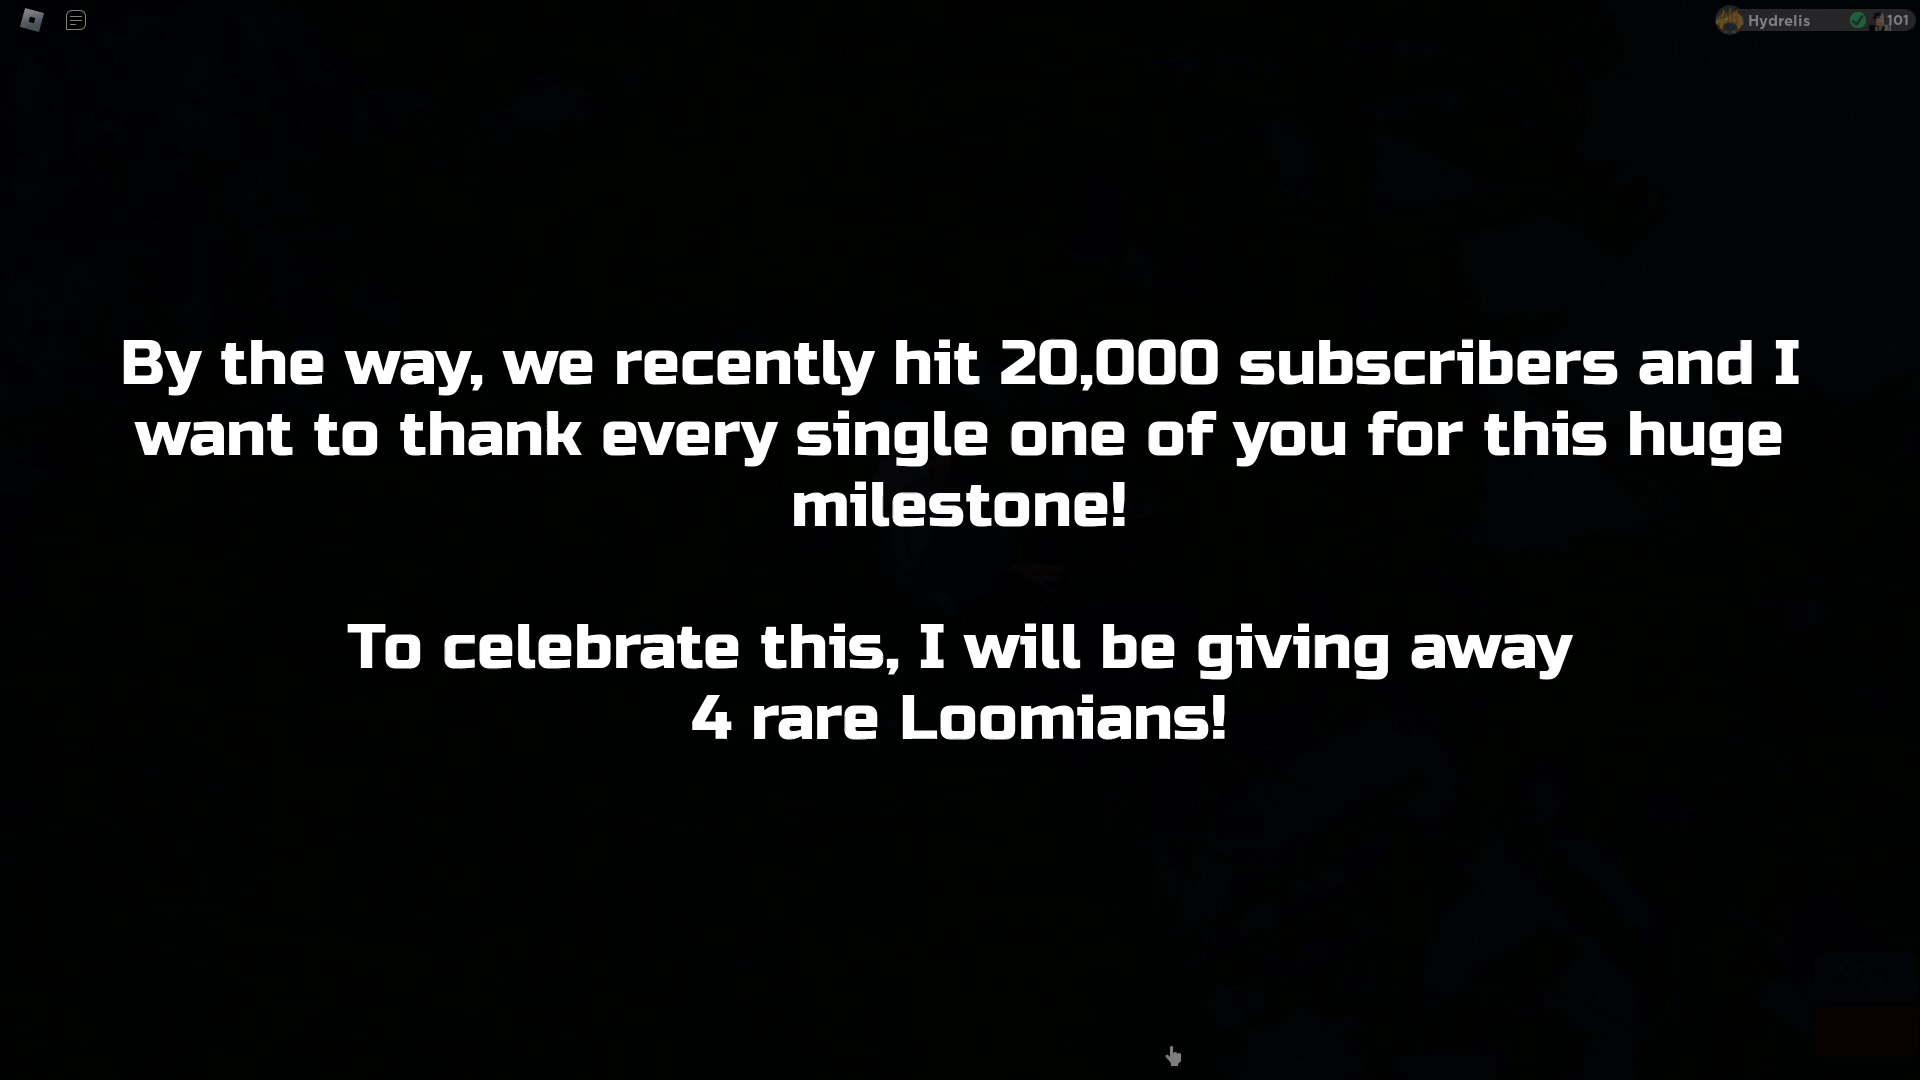 Hydrelis
101
By the way, we recently hit 20,000 subscribers and I
want to thank every single one of you for this huge
milestone!
To celebrate this, I will be giving away
4 rare Loomians!